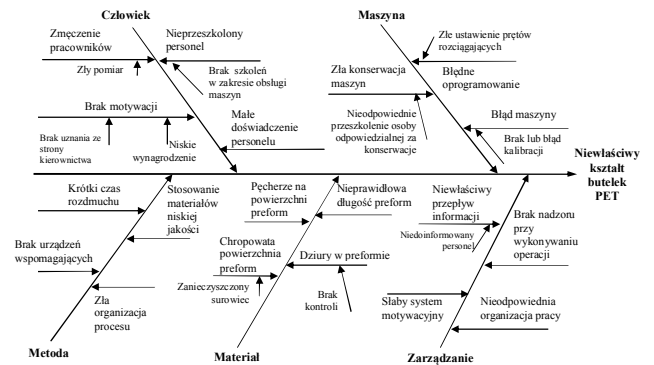 Człowiek
Maszyna
Zmęczenie
pracowników
Nieprzeszkolony
personel
Zły pomiar
Brak szkoleń
w zakresie obsługi
maszyn
Brak motywacji
Brak uznania ze
strony
kierownictwa
Niskie
wynagrodzenie
Małe
doświadczenie
personelu
Złe ustawienie prętów
rozciągających
Zła konserwacja
maszyn
Błędne
oprogramowanie
Nieodpowiednie
przeszkolenie osoby
odpowiedzialnej za
konserwacje
Błąd maszyny
Brak lub błąd
kalibracji
Niewłaściwy
kształt
butelek
PET
Krótki czas
rozdmuchu
Stosowanie
materiałów
niskiej
jakości
Brak urządzeń
wspomagających
Zła
organizacja
procesu
Metoda
Pęcherze na
powierzchni
preform
Nieprawidłowa
długość preform
Chropowata
powierzchnia
preform
Zanieczyszczony
surowiec
Dziury w preformie
Brak
kontroli
Materiał
Niewłaściwy
przepływ
informacji
Niedoinformowany
personel
Brak nadzoru
przy
wykonywaniu
operacji
Słaby system
motywacyjny
Nieodpowiednia
organizacja pracy
Zarządzanie